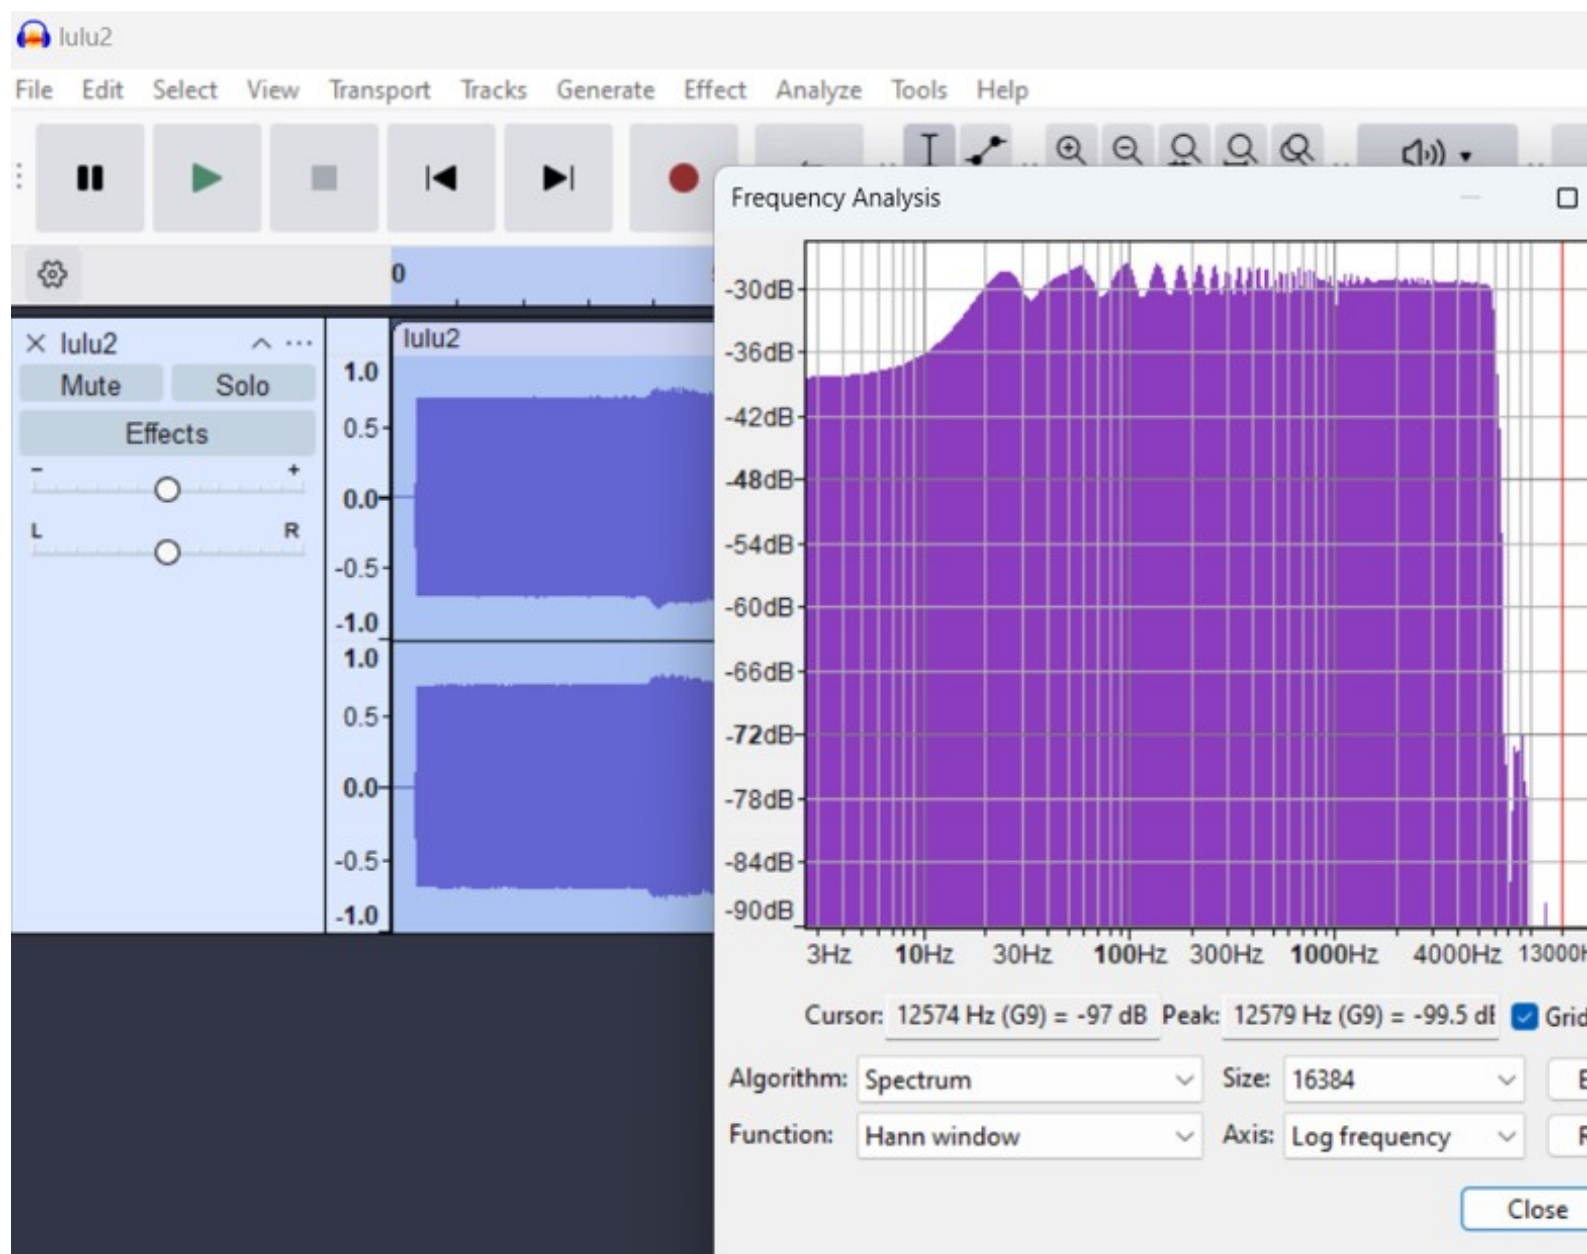 lulu2
File Edit Select View Transport Tracks Generate Effect Analyze Tools Help
Frequency Analysis
0
lulu2
Mute Solo
Effects
- +
L R
1.0
0.5
0.0
-0.5
-1.0
1.0
0.5
0.0
-0.5
-1.0
lulu2
-30dB
-36dB
-42dB
-48dB
-54dB
-60dB
-66dB
-72dB
-78dB
-84dB
-90dB
3Hz 10Hz 30Hz 100Hz 300Hz 1000Hz 4000Hz 13000H
Cursor: 12574 Hz (G9) = -97 dB Peak: 12579 Hz (G9) = -99.5 dB Grid
Algorithm: Spectrum Size: 16384
Function: Hann window Axis: Log frequency
Close